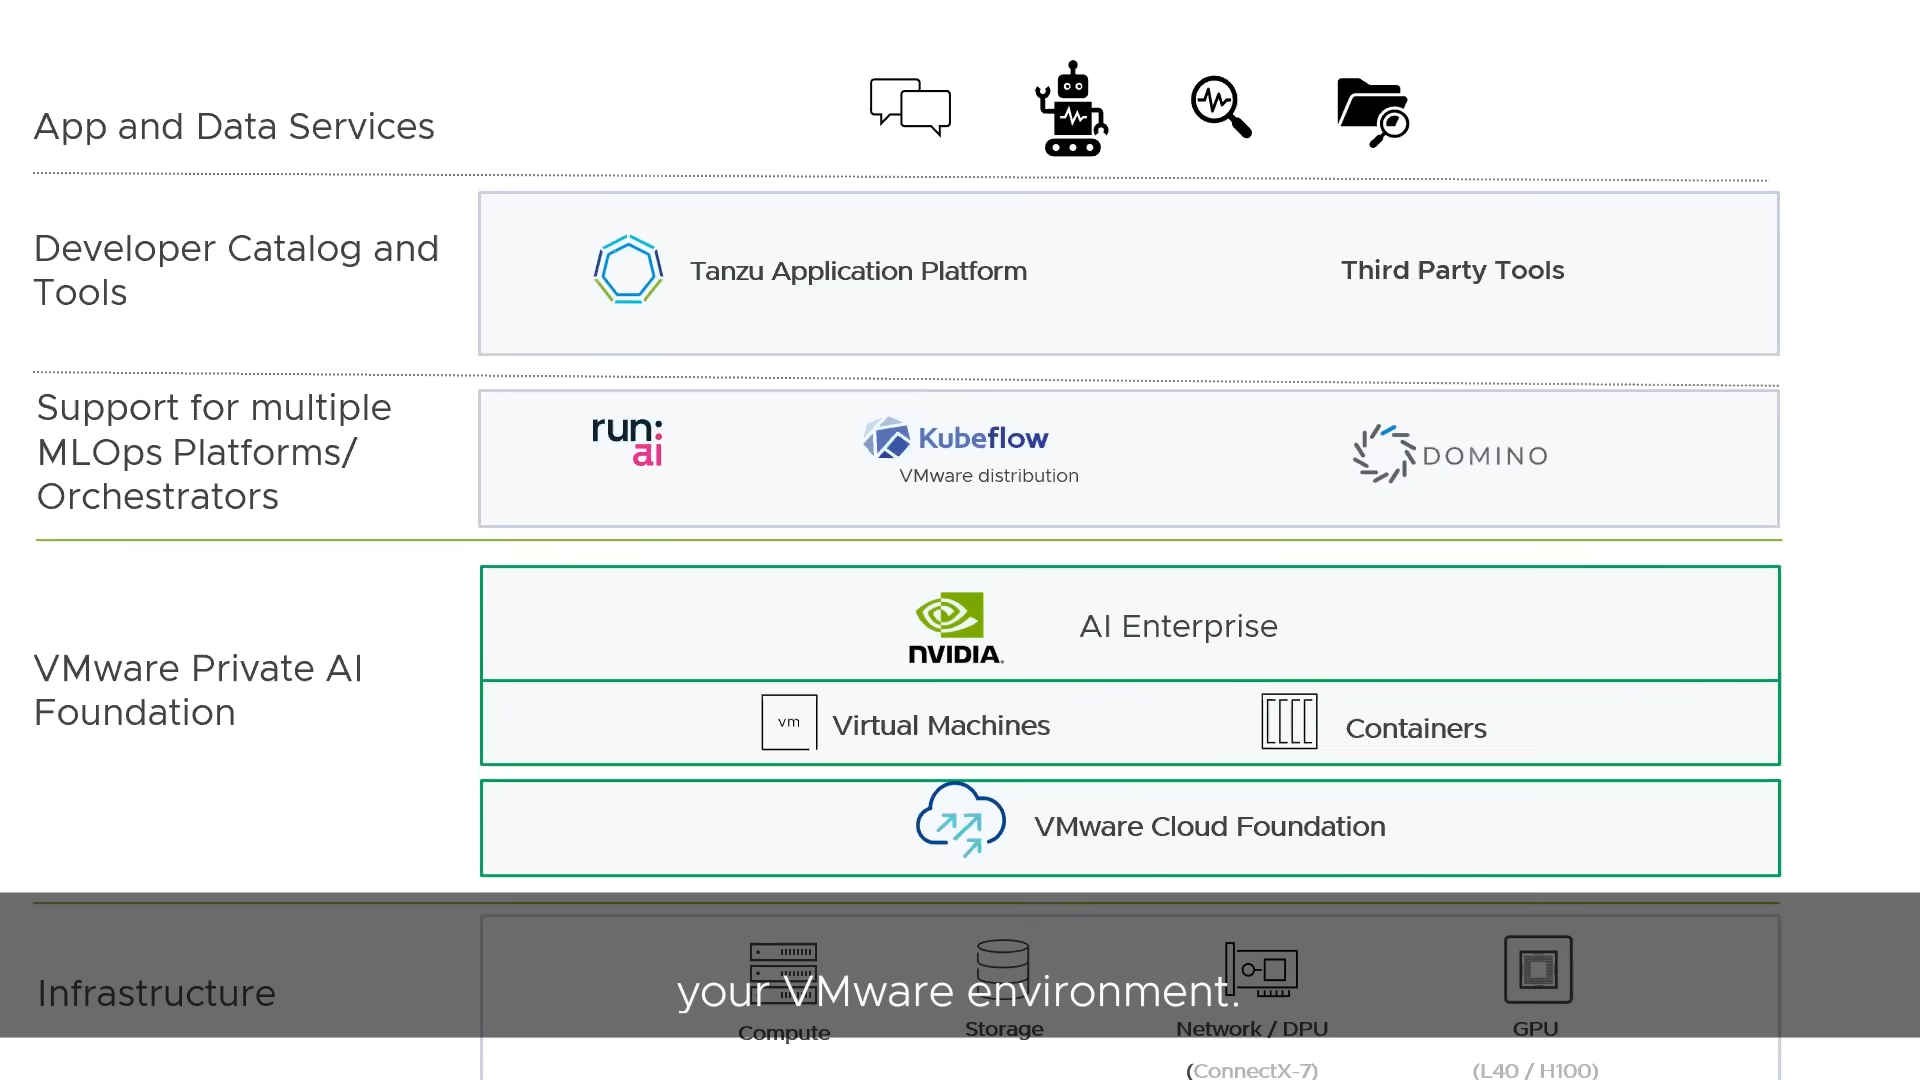 App and Data Services
Developer Catalog and
Tools
Tanzu Application Platform
Third Party Tools
Support for multiple
MLOps Platforms/
Orchestrators
run:
ai
Kubeflow
VMware distribution
DOMINO
VMware Private AI
Foundation
NVIDIA.
AI Enterprise
vm
Virtual Machines
Containers
VMware Cloud Foundation
Infrastructure
your VMware environment.
Compute
Storage
Network / DPU
GPU
(ConnectX-7)
(L40 / H100)